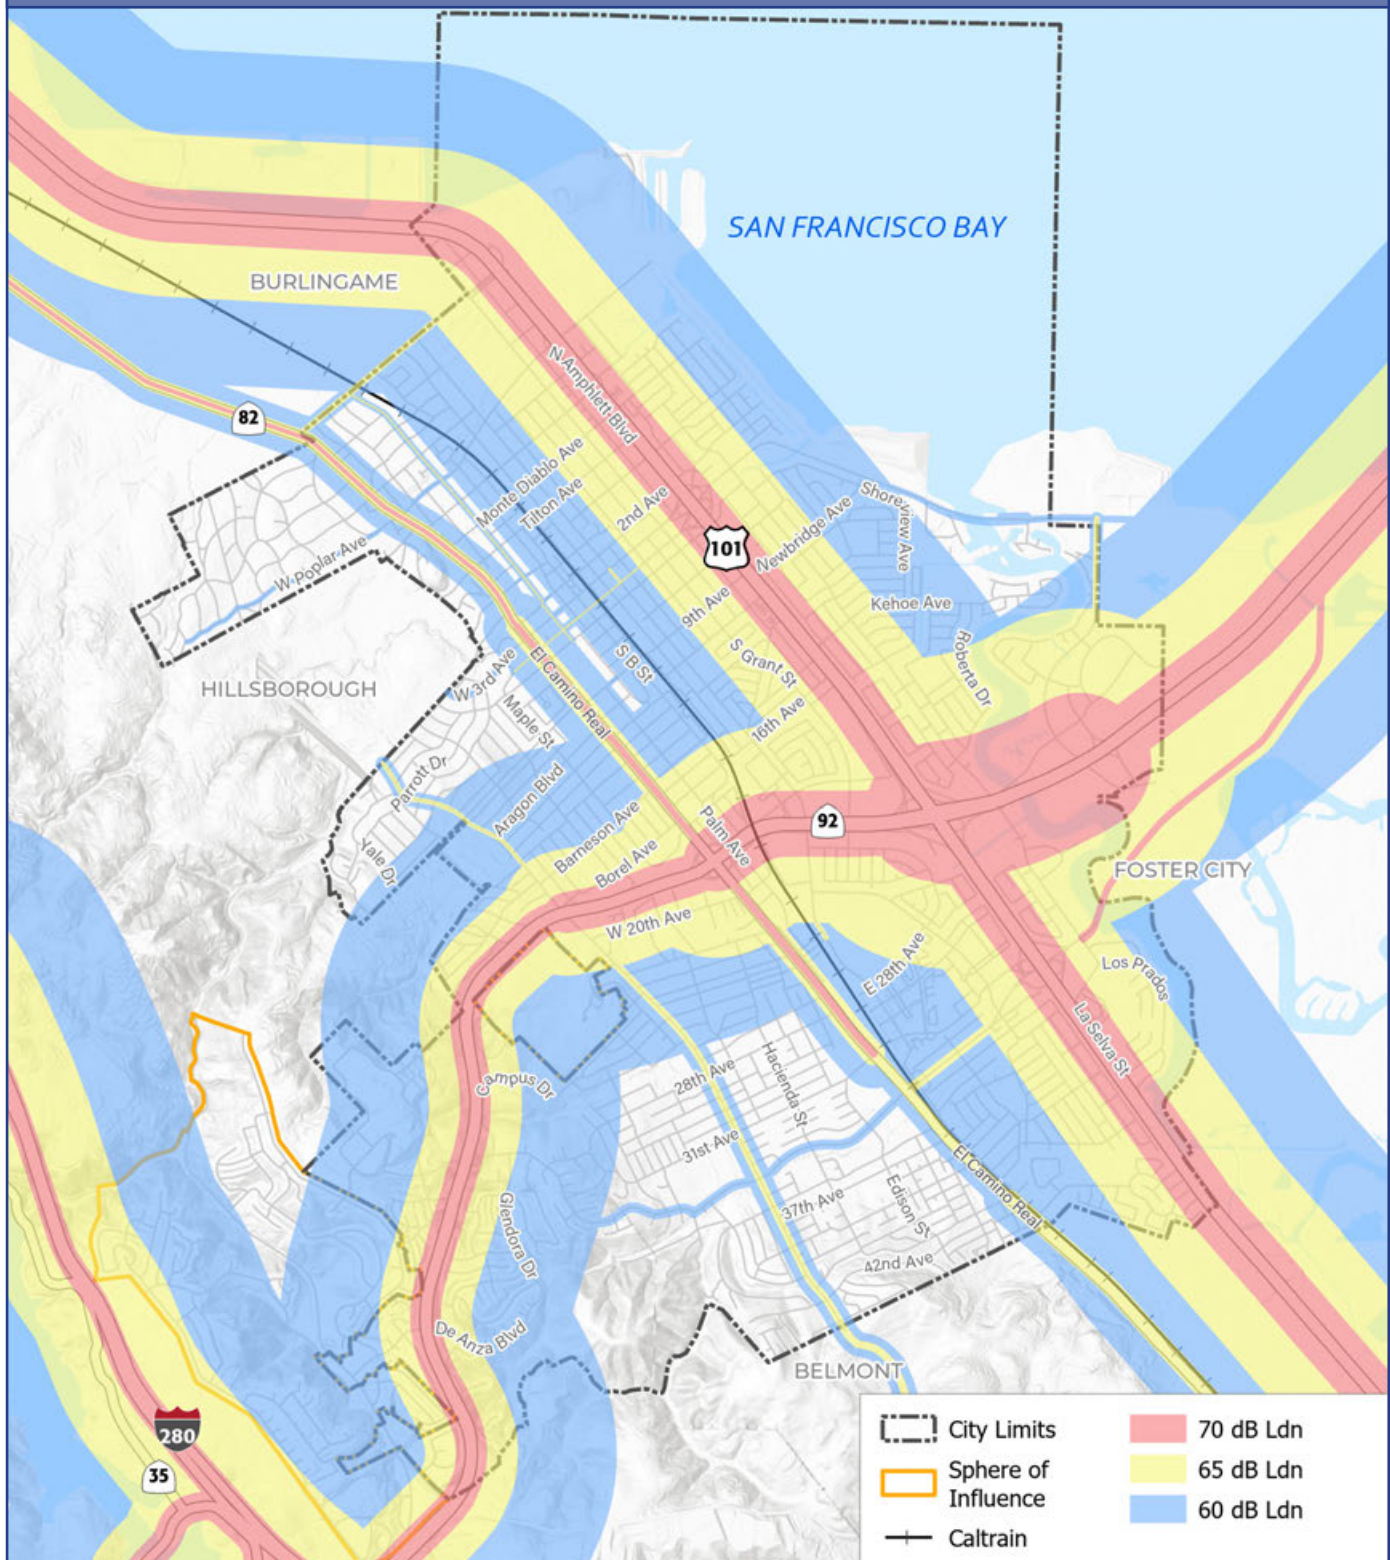 SAN FRANCISCO BAY
BURLINGAME
82
N Amphlett Blvd
Monte Diablo Ave
Tilton Ave
2nd Ave
101
Newbridge Ave
Shoreview Ave
W Poplar Ave
9th Ave
Kehoe Ave
S Grant St
Roberta Dr
HILLSBOROUGH
W 3rd Ave
El Camino Real
S B St
Maple St
16th Ave
Parrott Dr
Aragon Blvd
Yale Dr
Barneson Ave
Borel Ave
Palm Ave
92
FOSTER CITY
W 20th Ave
E 28th Ave
Los Prados
La Selva St
Campus Dr
28th Ave
Hacienda St
31st Ave
El Camino Real
37th Ave
Edison St
Glendora Dr
42nd Ave
De Anza Blvd
BELMONT
280
35
City Limits
Sphere of
Influence
Caltrain
70 dB Ldn
65 dB Ldn
60 dB Ldn